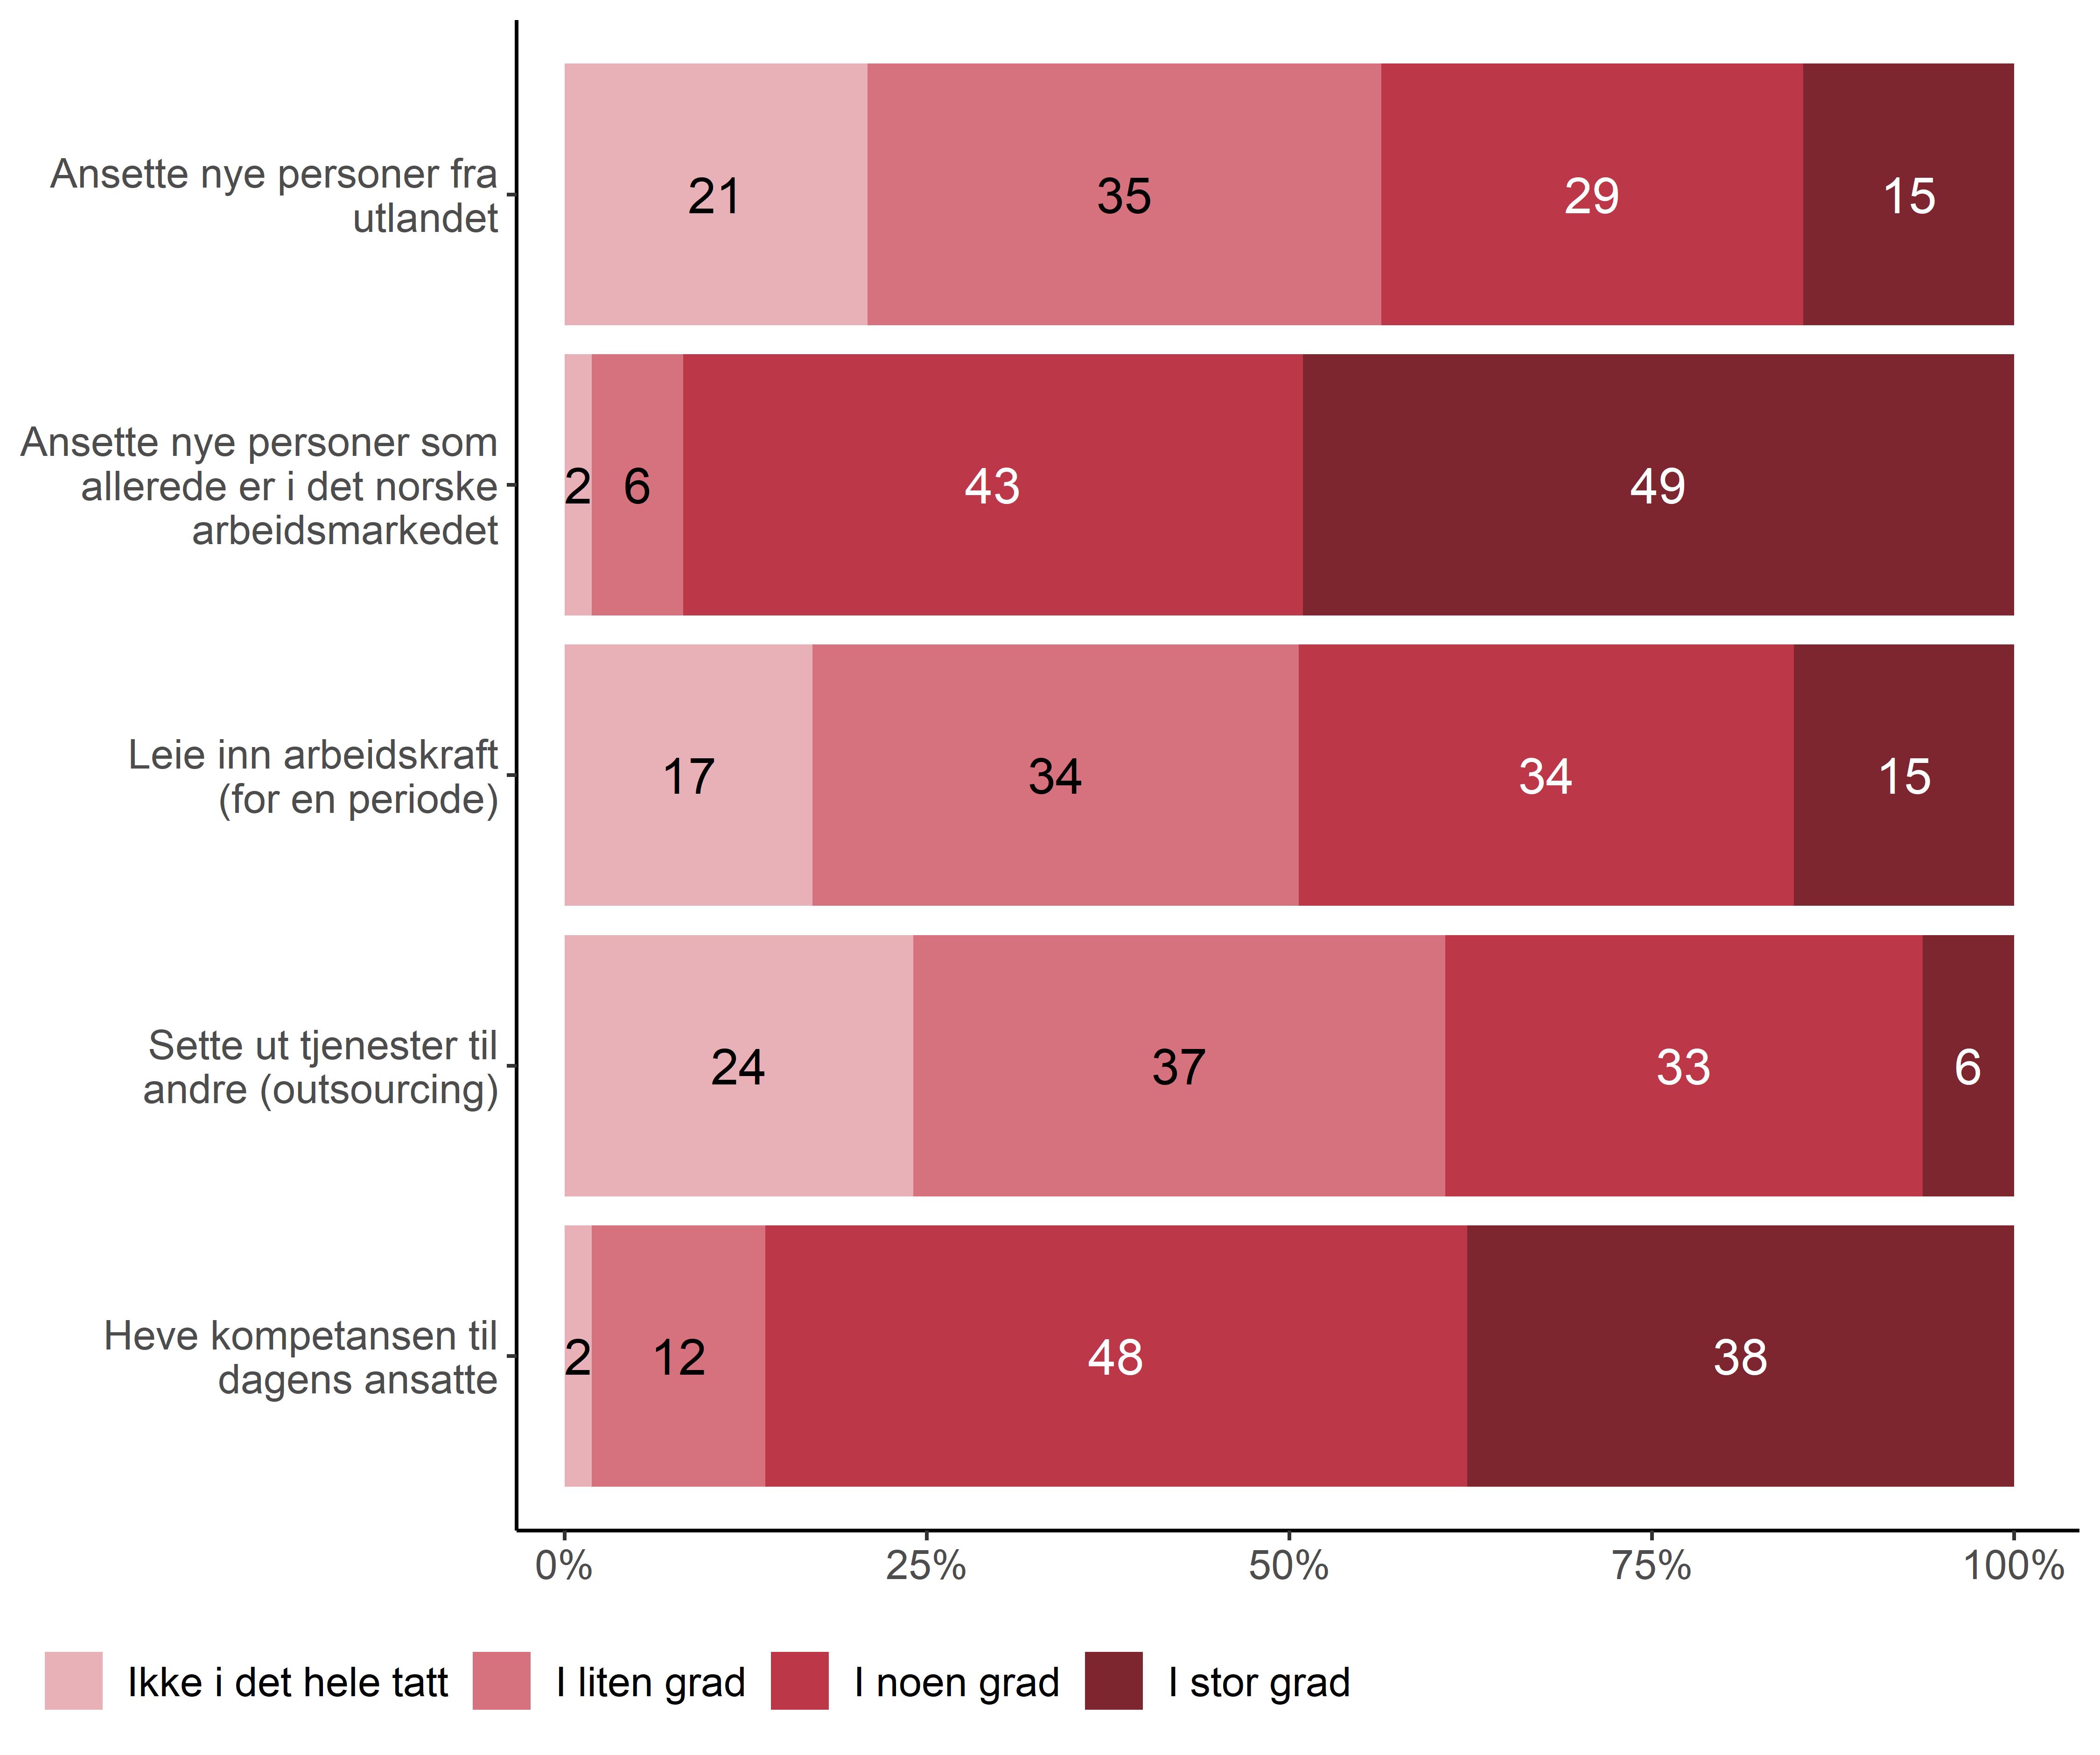 Ansette nye personer fra
utlandet
21 35 29 15
Ansette nye personer som
allerede er i det norske
arbeidsmarkedet
2 6 43 49
Leie inn arbeidskraft
(for en periode)
17 34 34 15
Sette ut tjenester til
andre (outsourcing)
24 37 33 6
Heve kompetansen til
dagens ansatte
2 12 48 38
0% 25% 50% 75% 100%
Ikke i det hele tatt I liten grad I noen grad I stor grad